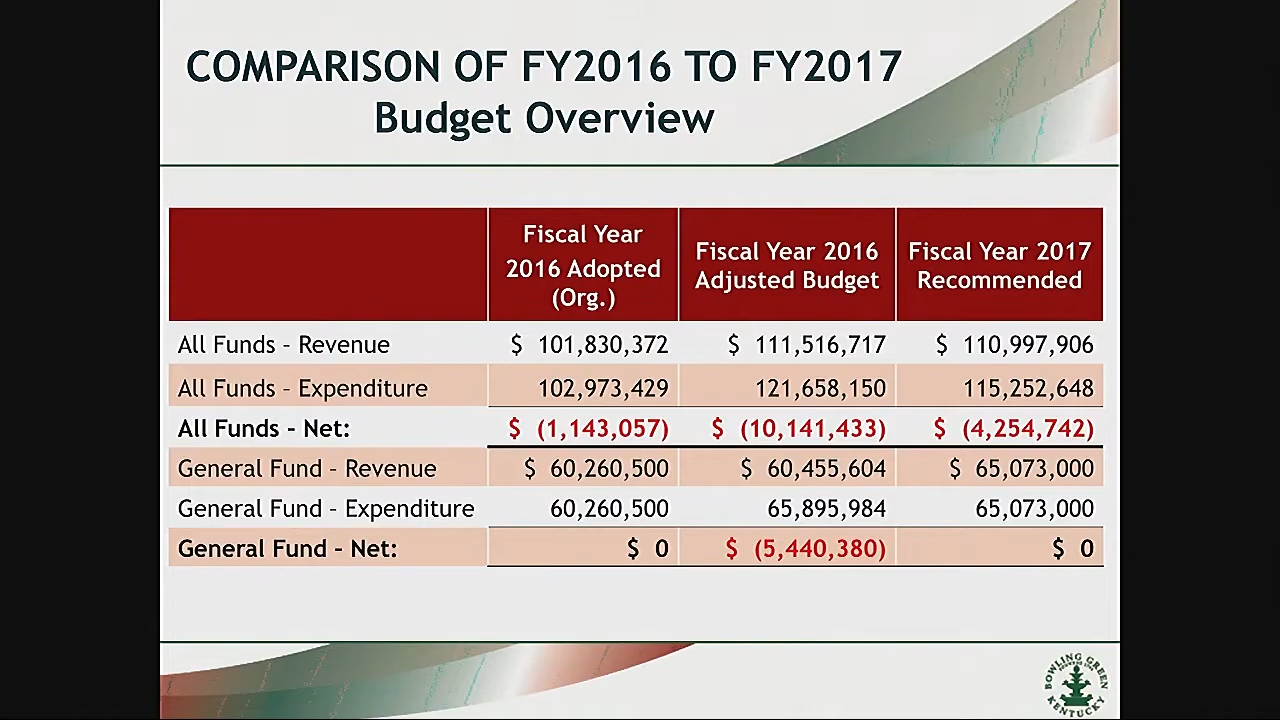 COMPARISON OF FY2016 TO FY2017
Budget Overview
Fiscal Year
2016 Adopted
(Org.)
Fiscal Year 2016
Adjusted Budget
Fiscal Year 2017
Recommended
All Funds – Revenue $ 101,830,372 $ 111,516,717 $ 110,997,906
All Funds – Expenditure 102,973,429 121,658,150 115,252,648
All Funds – Net: $ (1,143,057) $ (10,141,433) $ (4,254,742)
General Fund – Revenue $ 60,260,500 $ 60,455,604 $ 65,073,000
General Fund – Expenditure 60,260,500 65,895,984 65,073,000
General Fund – Net: $ 0 $ (5,440,380) $ 0
BOWLING GREEN
KENTUCKY